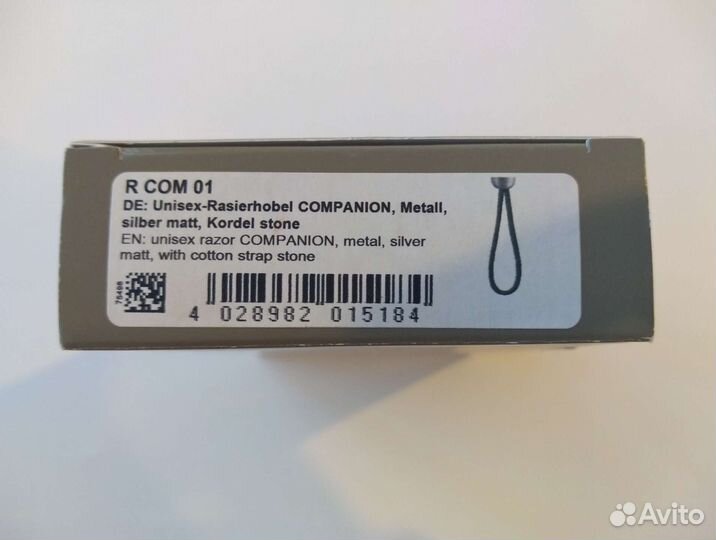 R COM 01
DE: Unisex-Rasierhobel COMPANION, Metall,
silber matt, Kordel stone
EN: unisex razor COMPANION, metal, silver
matt, with cotton strap stone
75498
4 028982 015184
Avito